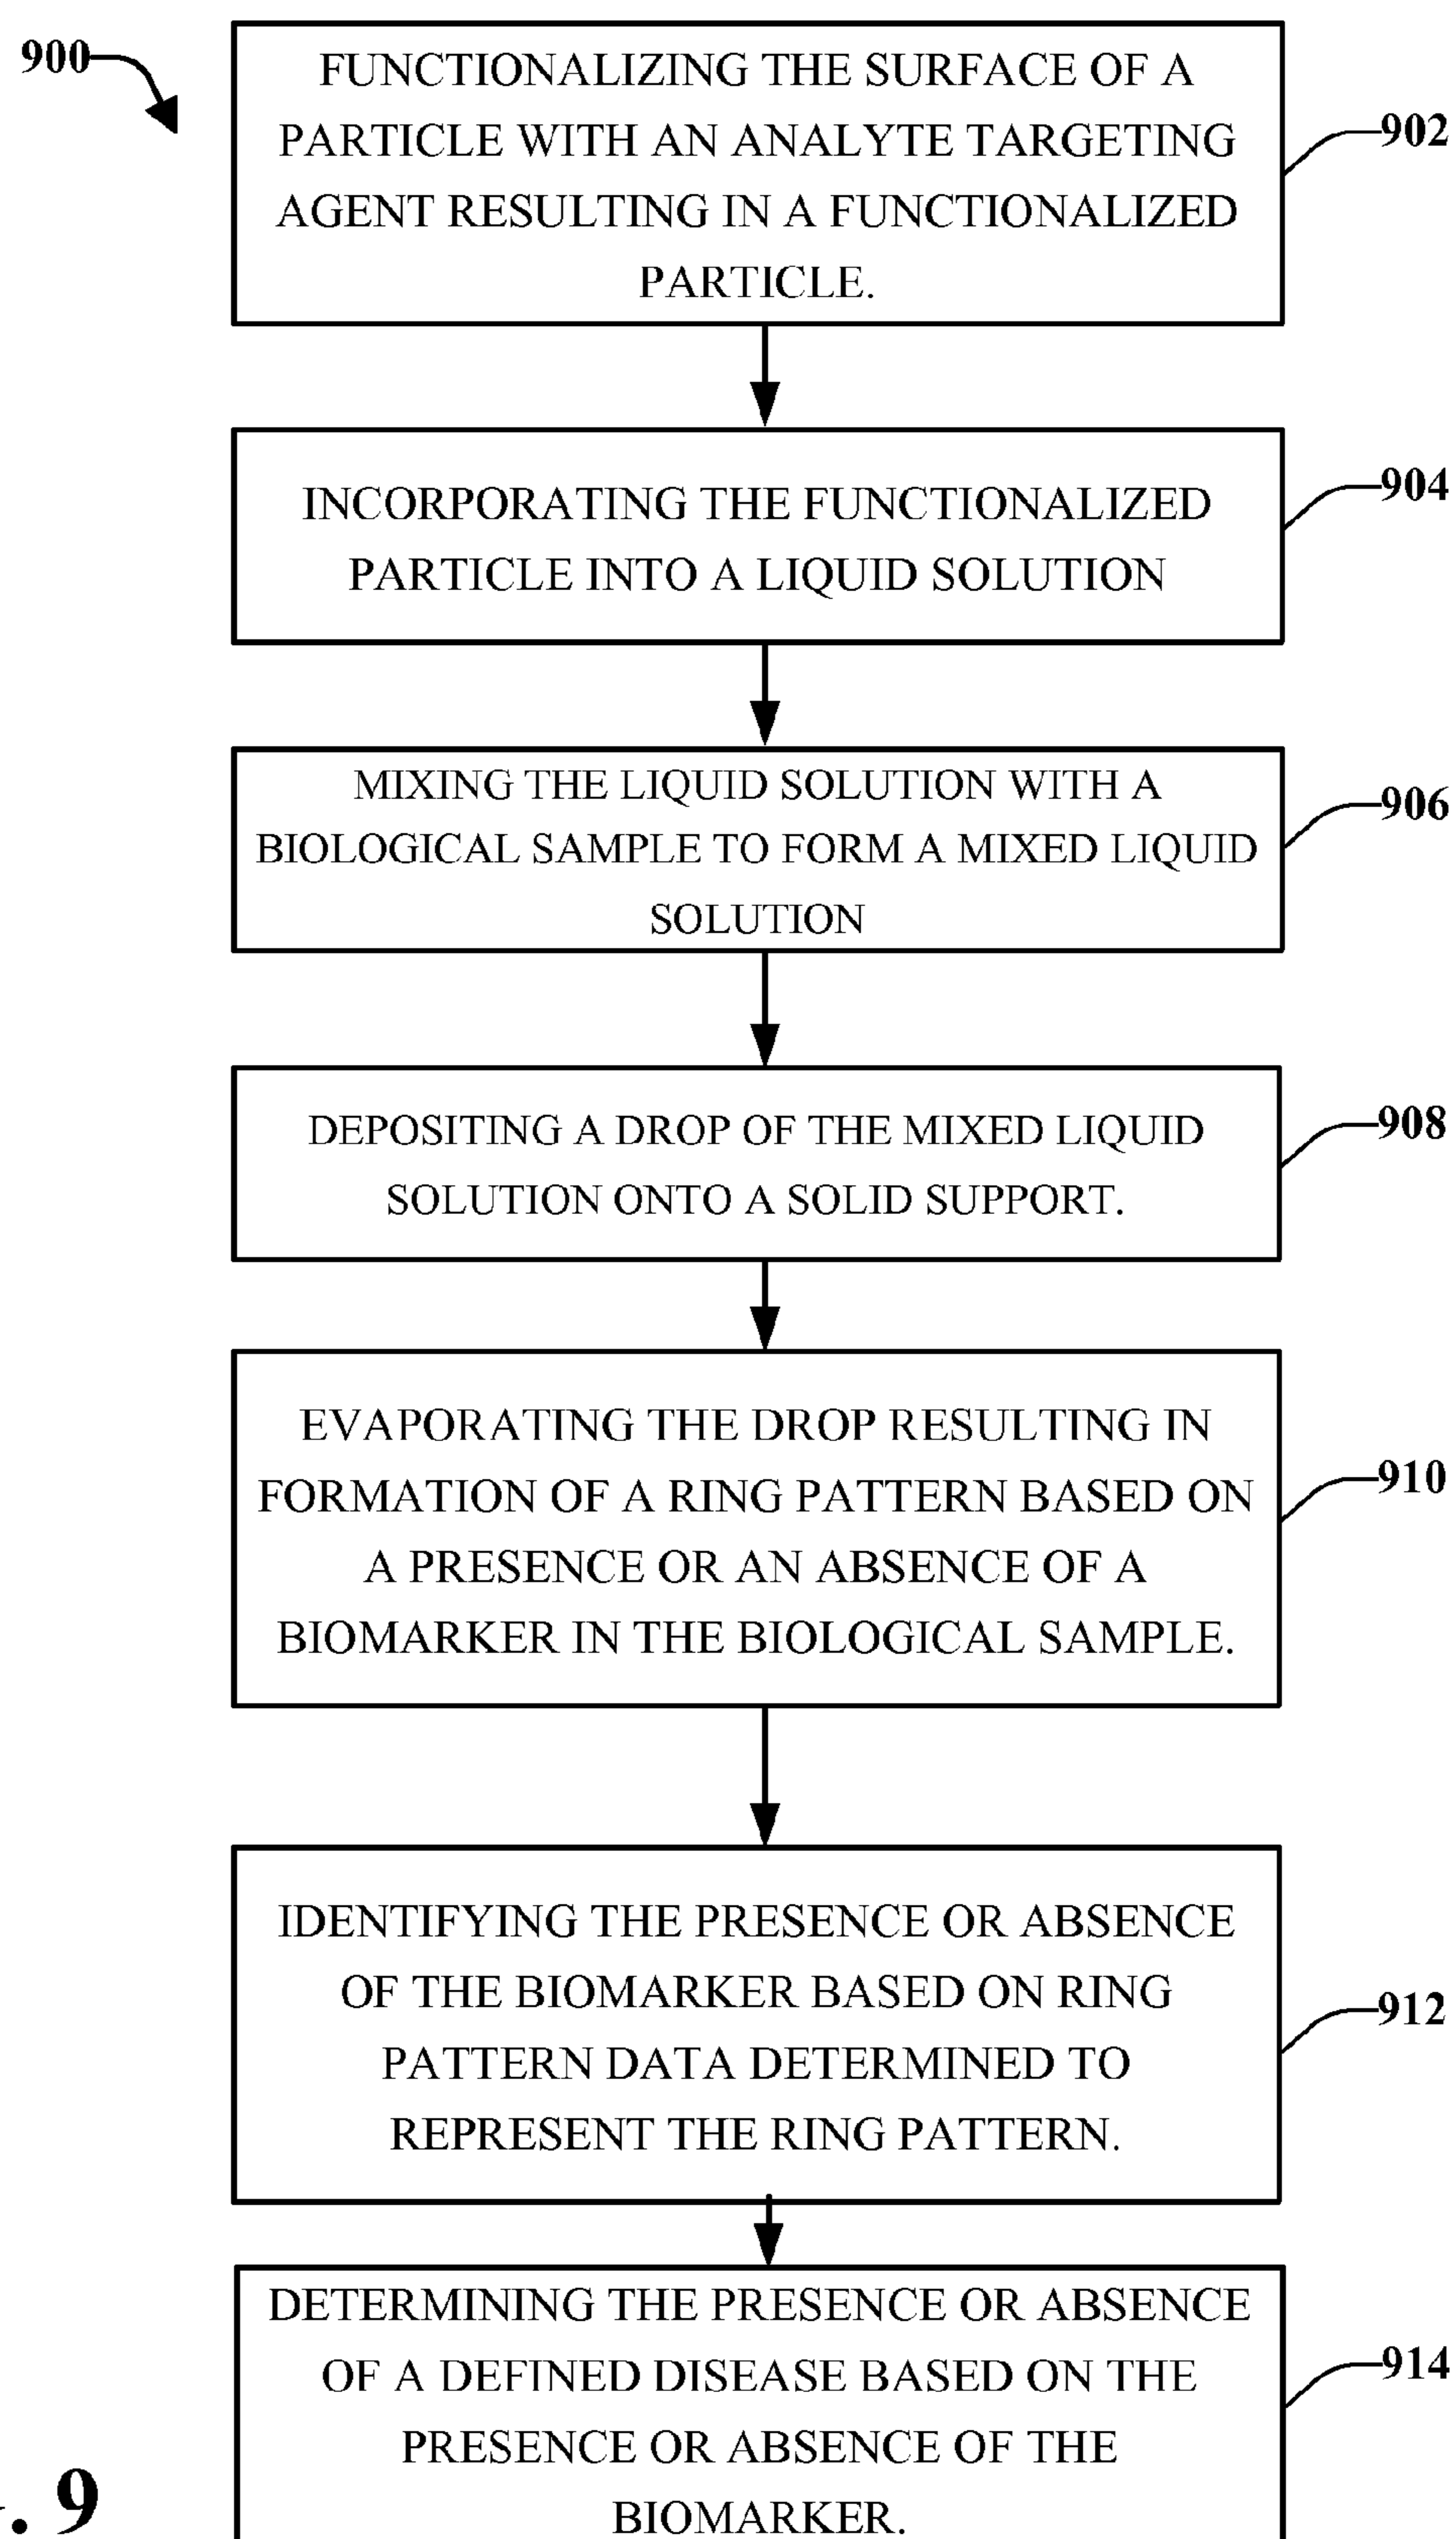 900
FUNCTIONALIZING THE SURFACE OF A
PARTICLE WITH AN ANALYTE TARGETING
AGENT RESULTING IN A FUNCTIONALIZED
PARTICLE.
902
INCORPORATING THE FUNCTIONALIZED
PARTICLE INTO A LIQUID SOLUTION
904
MIXING THE LIQUID SOLUTION WITH A
BIOLOGICAL SAMPLE TO FORM A MIXED LIQUID
SOLUTION
906
DEPOSITING A DROP OF THE MIXED LIQUID
SOLUTION ONTO A SOLID SUPPORT.
908
EVAPORATING THE DROP RESULTING IN
FORMATION OF A RING PATTERN BASED ON
A PRESENCE OR AN ABSENCE OF A
BIOMARKER IN THE BIOLOGICAL SAMPLE.
910
IDENTIFYING THE PRESENCE OR ABSENCE
OF THE BIOMARKER BASED ON RING
PATTERN DATA DETERMINED TO
REPRESENT THE RING PATTERN.
912
DETERMINING THE PRESENCE OR ABSENCE
OF A DEFINED DISEASE BASED ON THE
PRESENCE OR ABSENCE OF THE
BIOMARKER.
914
. 9